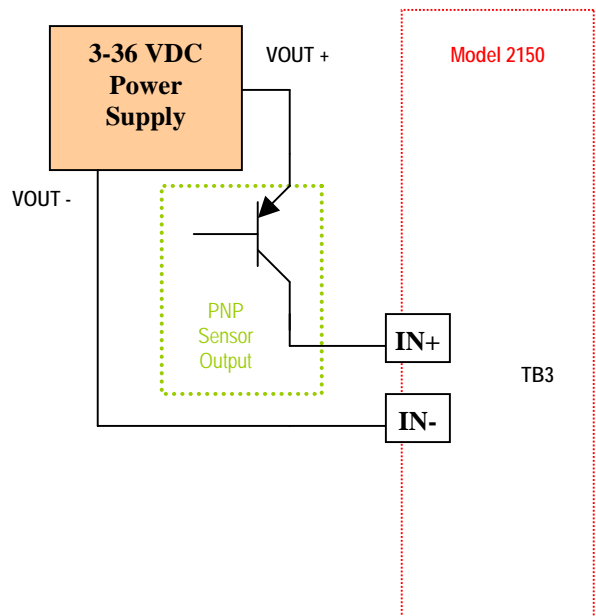 3-36 VDC
Power
Supply
VOUT +
Model 2150
VOUT -
PNP
Sensor
Output
IN+
TB3
IN-